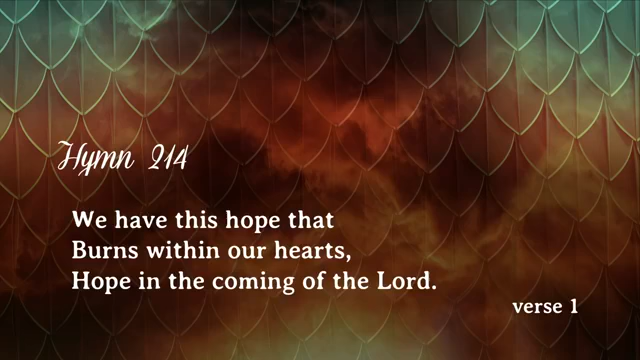 Hymn 214
We have this hope that
Burns within our hearts,
Hope in the coming of the Lord.
verse 1